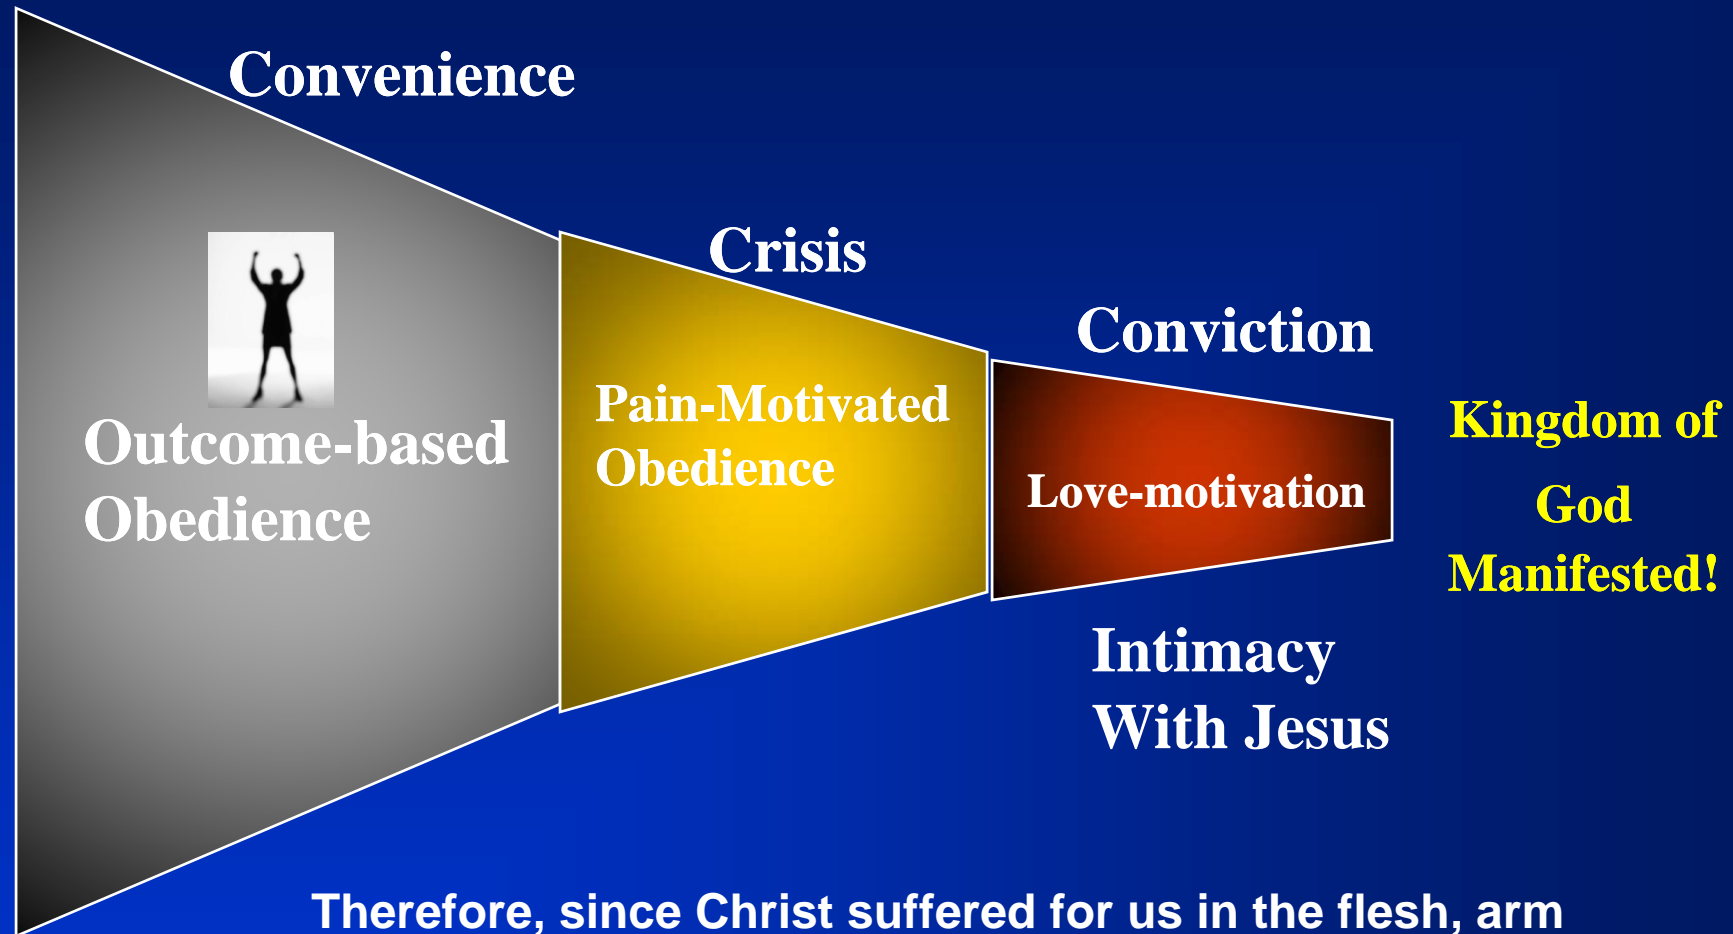 Convenience
Outcome-based
Obedience
Crisis
Pain-Motivated
Obedience
Conviction
Love-motivation
Intimacy
With Jesus
Kingdom of
God
Manifested!
Therefore, since Christ suffered for us in the flesh, arm